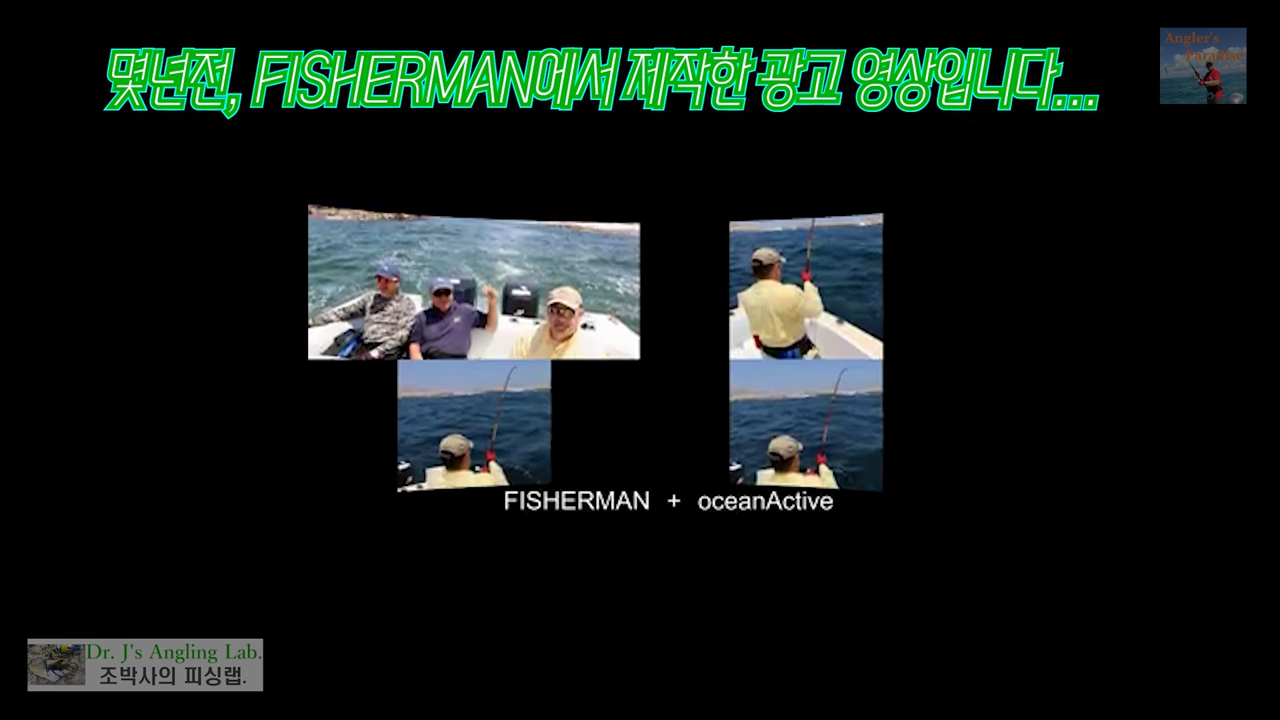 몇년전, FISHERMAN에서 제작한 광고 영상입니다...
Angler's
Paradise
FISHERMAN + oceanActive
Dr. J's Angling Lab.
조박사의 피싱랩.